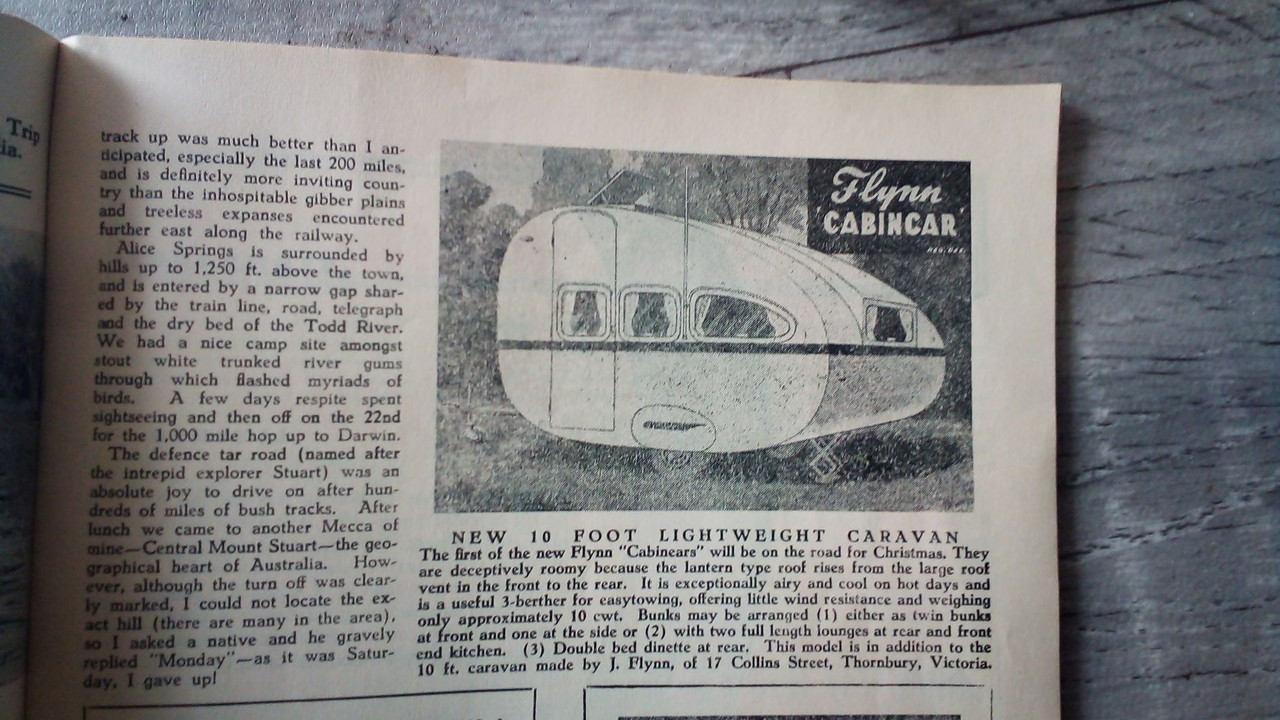 Trip
ia.
track up was much better than I an-
ticipated, especially the last 200 miles,
and is definitely more inviting coun-
try than the inhospitable gibber plains
and treeless expanses encountered
further east along the railway.
Alice Springs is surrounded by
hills up to 1,250 ft. above the town,
and is entered by a narrow gap shar-
ed by the train line, road, telegraph
and the dry bed of the Todd River.
We had a nice camp site amongst
stout white trunked river gums
through which flashed myriads of
birds. A few days respite spent
sightseeing and then off on the 22nd
for the 1,000 mile hop up to Darwin.
The defence tar road (named after
the intrepid explorer Stuart) was an
absolute joy to drive on after hun-
dreds of miles of bush tracks. After
lunch we came to another Mecca of
mine—Central Mount Stuart—the geo-
graphical heart of Australia. How-
ever, although the turn off was clear-
ly marked, I could not locate the ex-
act hill (there are many in the area),
so I asked a native and he gravely
replied "Monday"—as it was Satur-
day, I gave up!
Flynn
'CABINCAR'
NEW 10 FOOT LIGHTWEIGHT CARAVAN
The first of the new Flynn "Cabinears" will be on the road for Christmas. They
are deceptively roomy because the lantern type roof rises from the large roof
vent in the front to the rear. It is exceptionally airy and cool on hot days and
is a useful 3-berther for easytowing, offering little wind resistance and weighing
only approximately 10 cwt. Bunks may be arranged (1) either as twin bunks
at front and one at the side or (2) with two full length lounges at rear and front
end kitchen. (3) Double bed dinette at rear. This model is in addition to the
10 ft. caravan made by J. Flynn, of 17 Collins Street, Thornbury, Victoria.